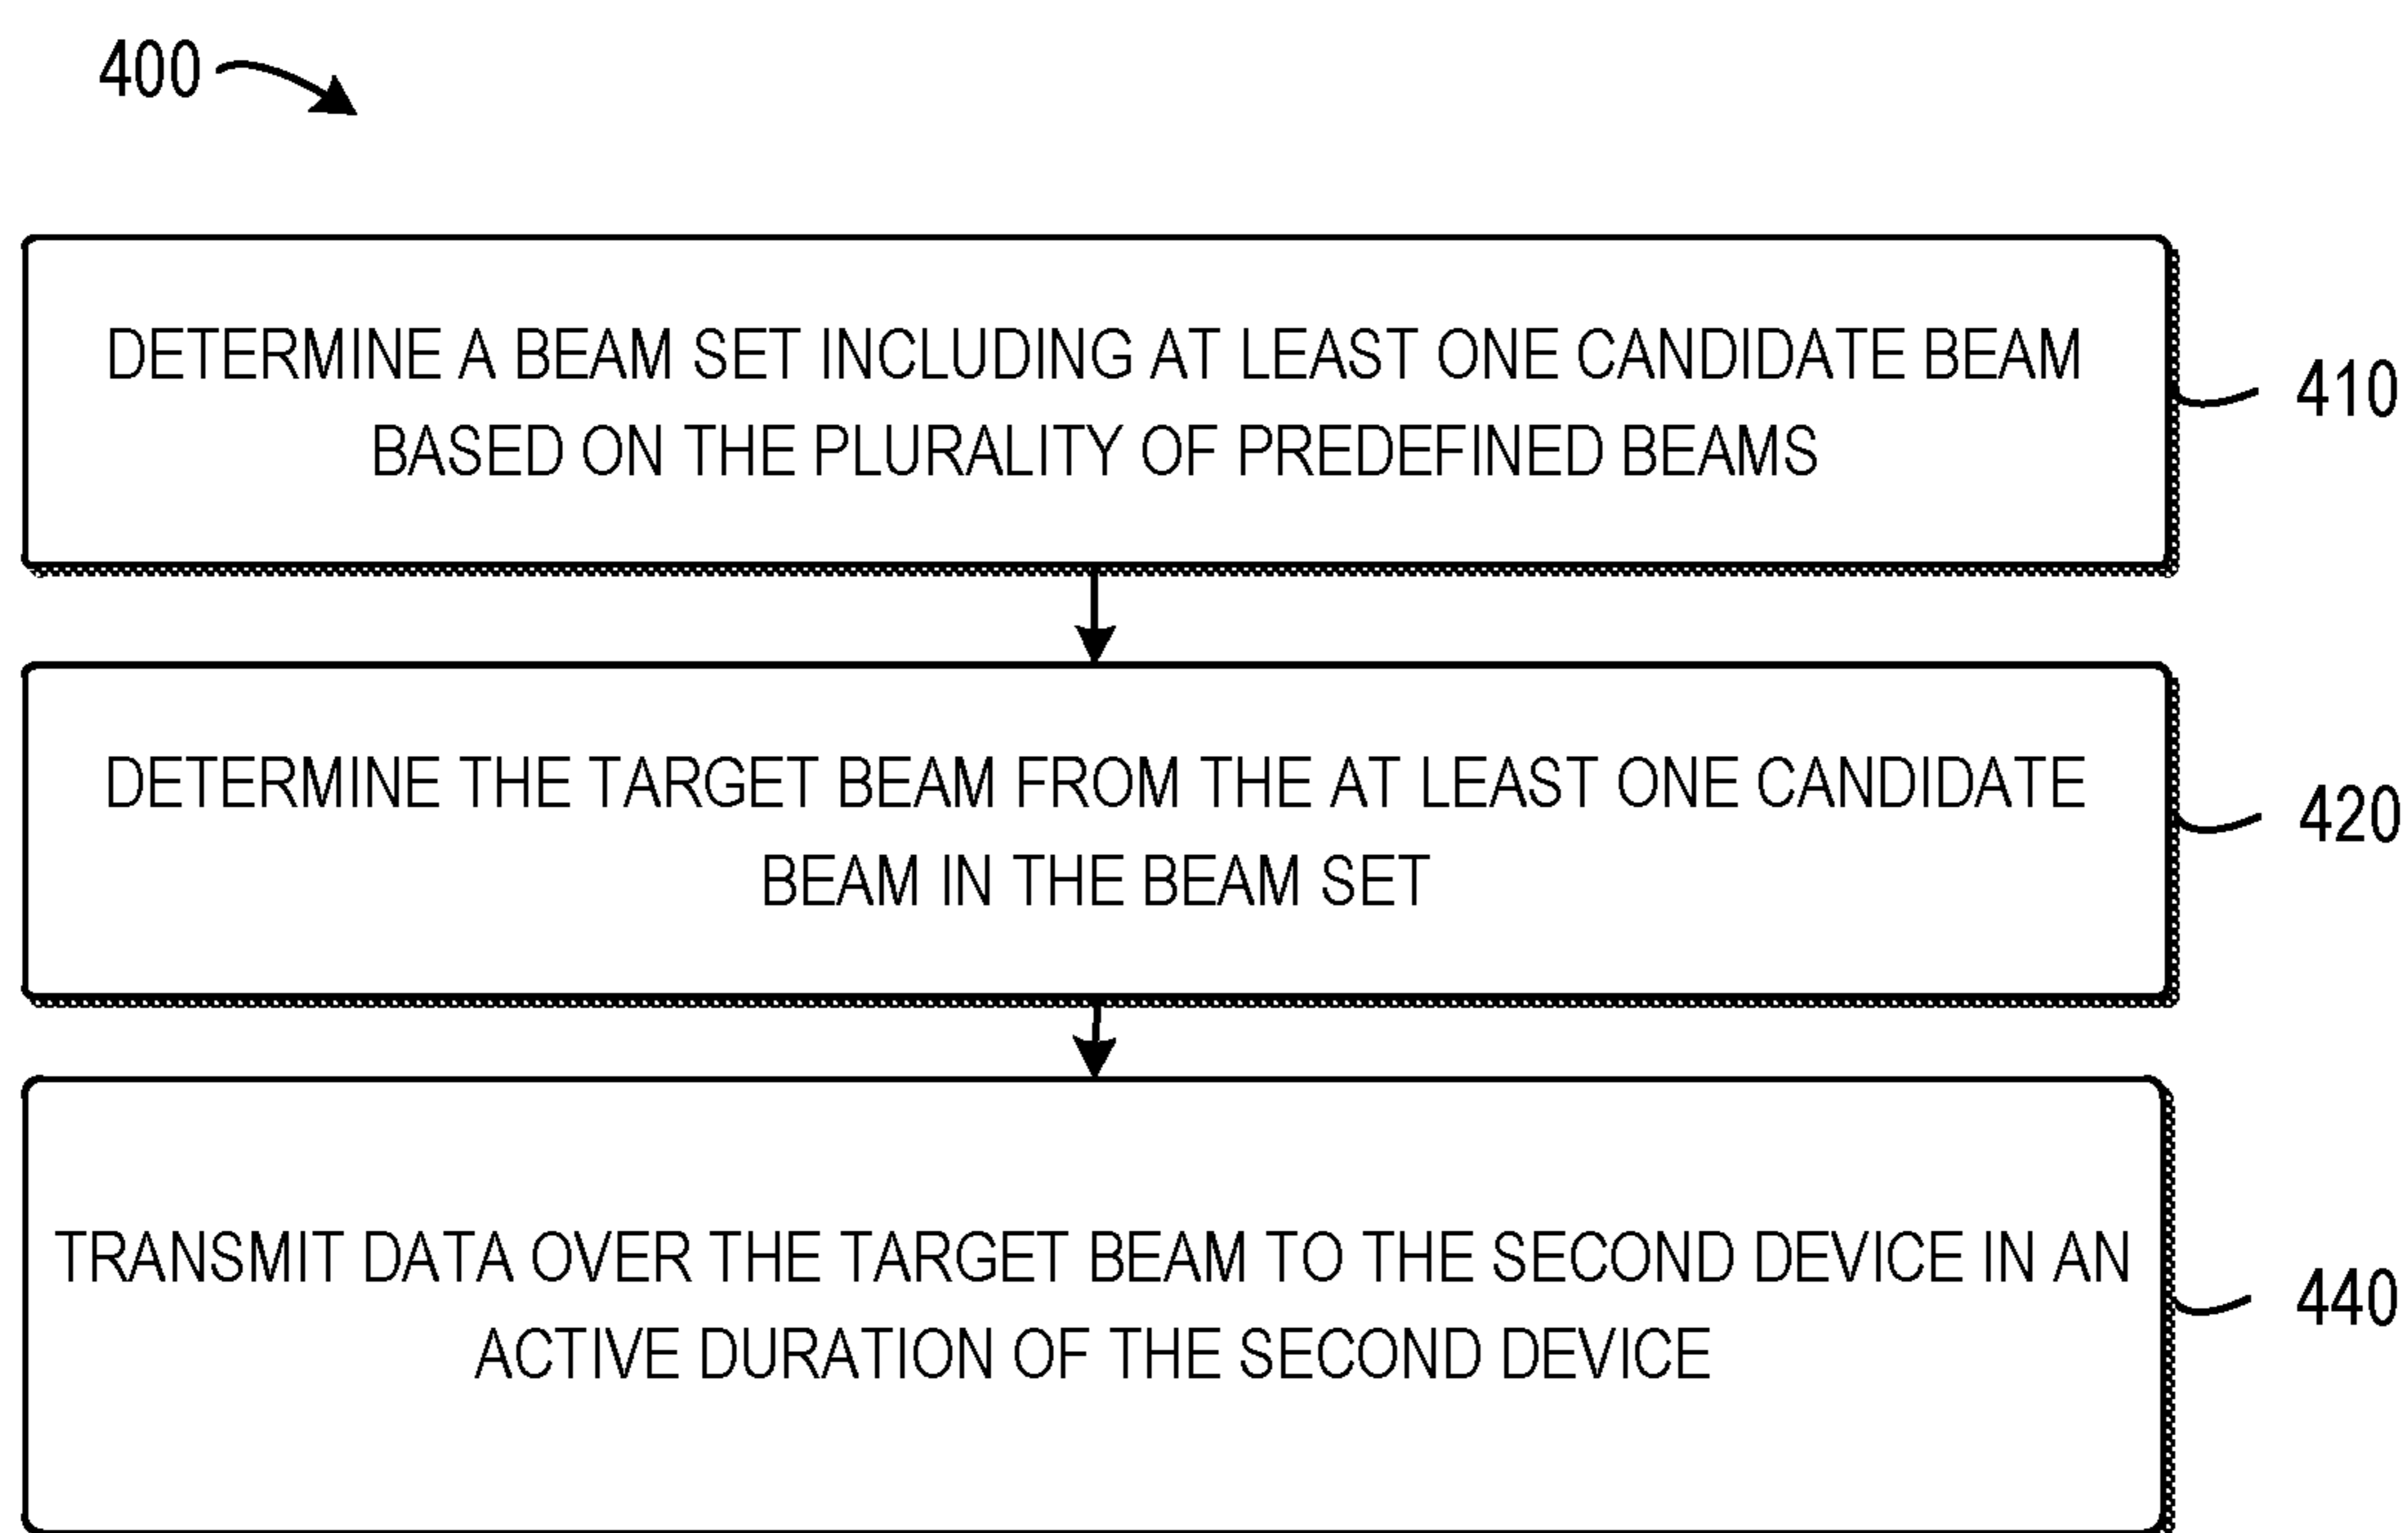 400
DETERMINE A BEAM SET INCLUDING AT LEAST ONE CANDIDATE BEAM
BASED ON THE PLURALITY OF PREDEFINED BEAMS
410
DETERMINE THE TARGET BEAM FROM THE AT LEAST ONE CANDIDATE
BEAM IN THE BEAM SET
420
TRANSMIT DATA OVER THE TARGET BEAM TO THE SECOND DEVICE IN AN
ACTIVE DURATION OF THE SECOND DEVICE
440